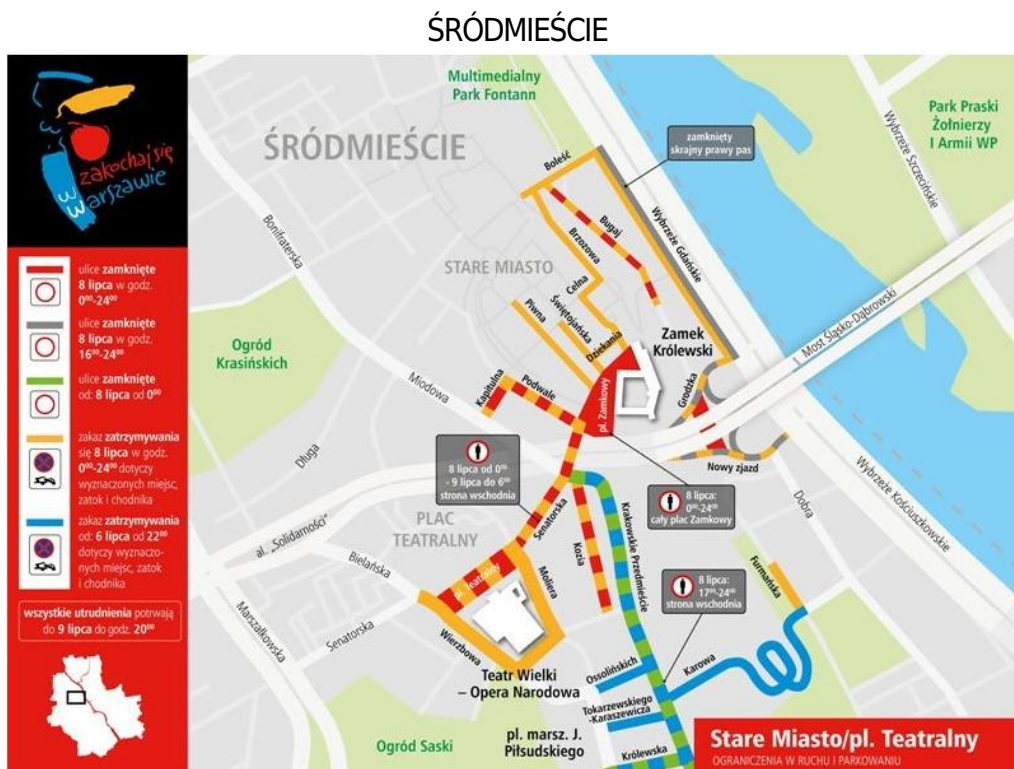 ŚRÓDMIEŚCIE
zakochaj się
w
warszawie
ulice zamknięte
8 lipca w godz.
0⁰⁰-24⁰⁰
ulice zamknięte
8 lipca w godz.
16⁰⁰-24⁰⁰
ulice zamknięte
od: 8 lipca od 0⁰⁰
zakaz zatrzymywania
się 8 lipca w godz.
0⁰⁰-24⁰⁰ dotyczy
wyznaczonych miejsc,
zatok i chodnika
zakaz zatrzymywania
od: 6 lipca od 22⁰⁰
dotyczy wyznaczo-
nych miejsc, zatok
i chodnika
wszystkie utrudnienia potrwają
do 9 lipca do godz. 20⁰⁰
Multimedialny
Park Fontann
ŚRÓDMIEŚCIE
zamknięty
skrajny prawy pas
Park Praski
Żołnierzy
I Armii WP
Wybrzeże Szczecińskie
Boleść
Bonifraterska
Bugaj
Brzozowa
Wybrzeże Gdańskie
STARE MIASTO
Celna
Świętojańska
Piwna
Dziekania
Zamek
Królewski
Most Śląsko-Dąbrowski
Ogród
Krasińskich
Miodowa
Kapitulna
Podwale
pl. Zamkowy
Grodzka
Nowy zjazd
Długa
8 lipca od 0⁰⁰
- 9 lipca do 6⁰⁰
strona wschodnia
8 lipca:
0⁰⁰-24⁰⁰
cały plac Zamkowy
Dobra
Wybrzeże Kościuszkowskie
al. „Solidarności"
PLAC
TEATRALNY
Senatorska
Krakowskie Przedmieście
Kozia
Bielańska
pl. Teatralny
Moliera
8 lipca:
17⁰⁰-24⁰⁰
strona wschodnia
Furmańska
Marszałkowska
Senatorska
Wierzbowa
Teatr Wielki
– Opera Narodowa
Ossolińskich
Karowa
Tokarzewskiego
-Karaszewicza
pl. marsz. J.
Piłsudskiego
Ogród Saski
Królewska
Stare Miasto/pl. Teatralny
OGRANICZENIA W RUCHU I PARKOWANIU